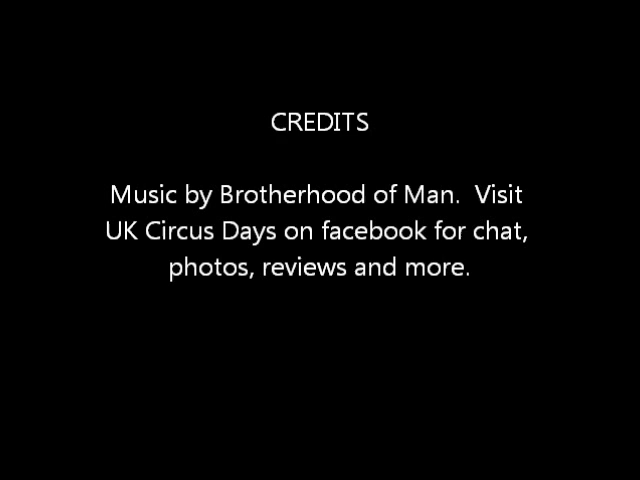 CREDITS
Music by Brotherhood of Man.  Visit
UK Circus Days on facebook for chat,
photos, reviews and more.